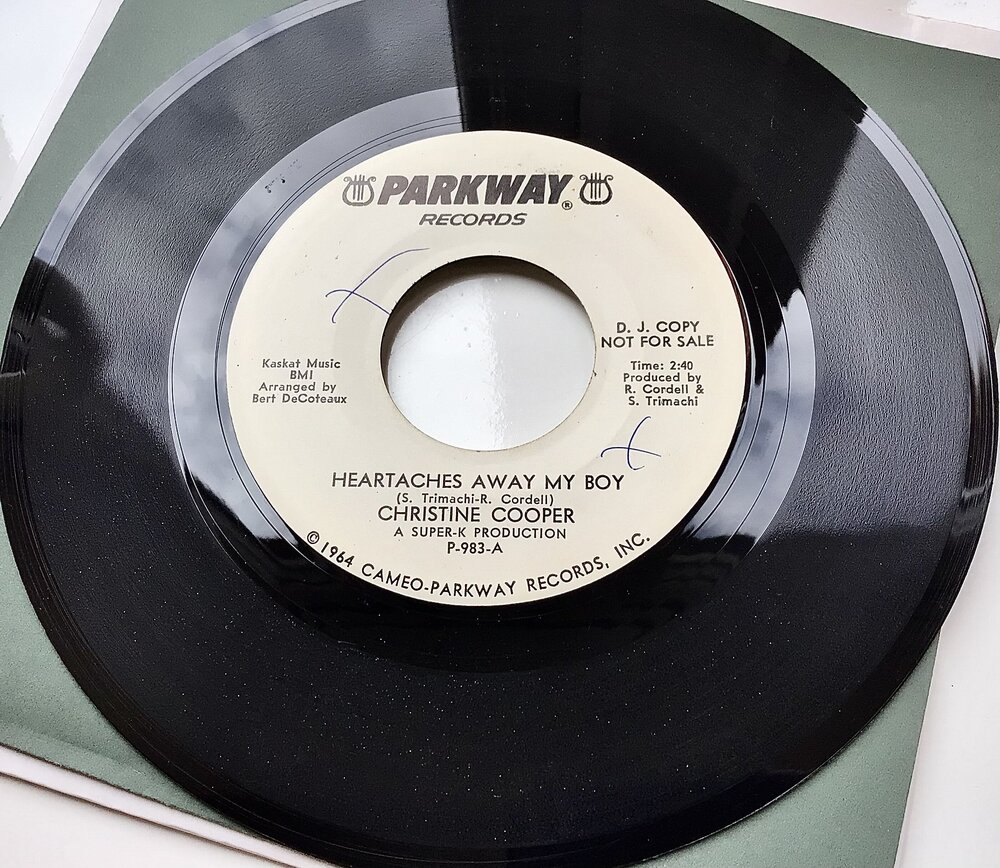 PARKWAY®
RECORDS
D. J. COPY
NOT FOR SALE
Time: 2:40
Produced by
R. Cordell &
S. Trimachi
Kaskat Music
BMI
Arranged by
Bert DeCoteaux
HEARTACHES AWAY MY BOY
(S. Trimachi-R. Cordell)
CHRISTINE COOPER
A SUPER-K PRODUCTION
P-983-A
©1964 CAMEO-PARKWAY RECORDS, INC.